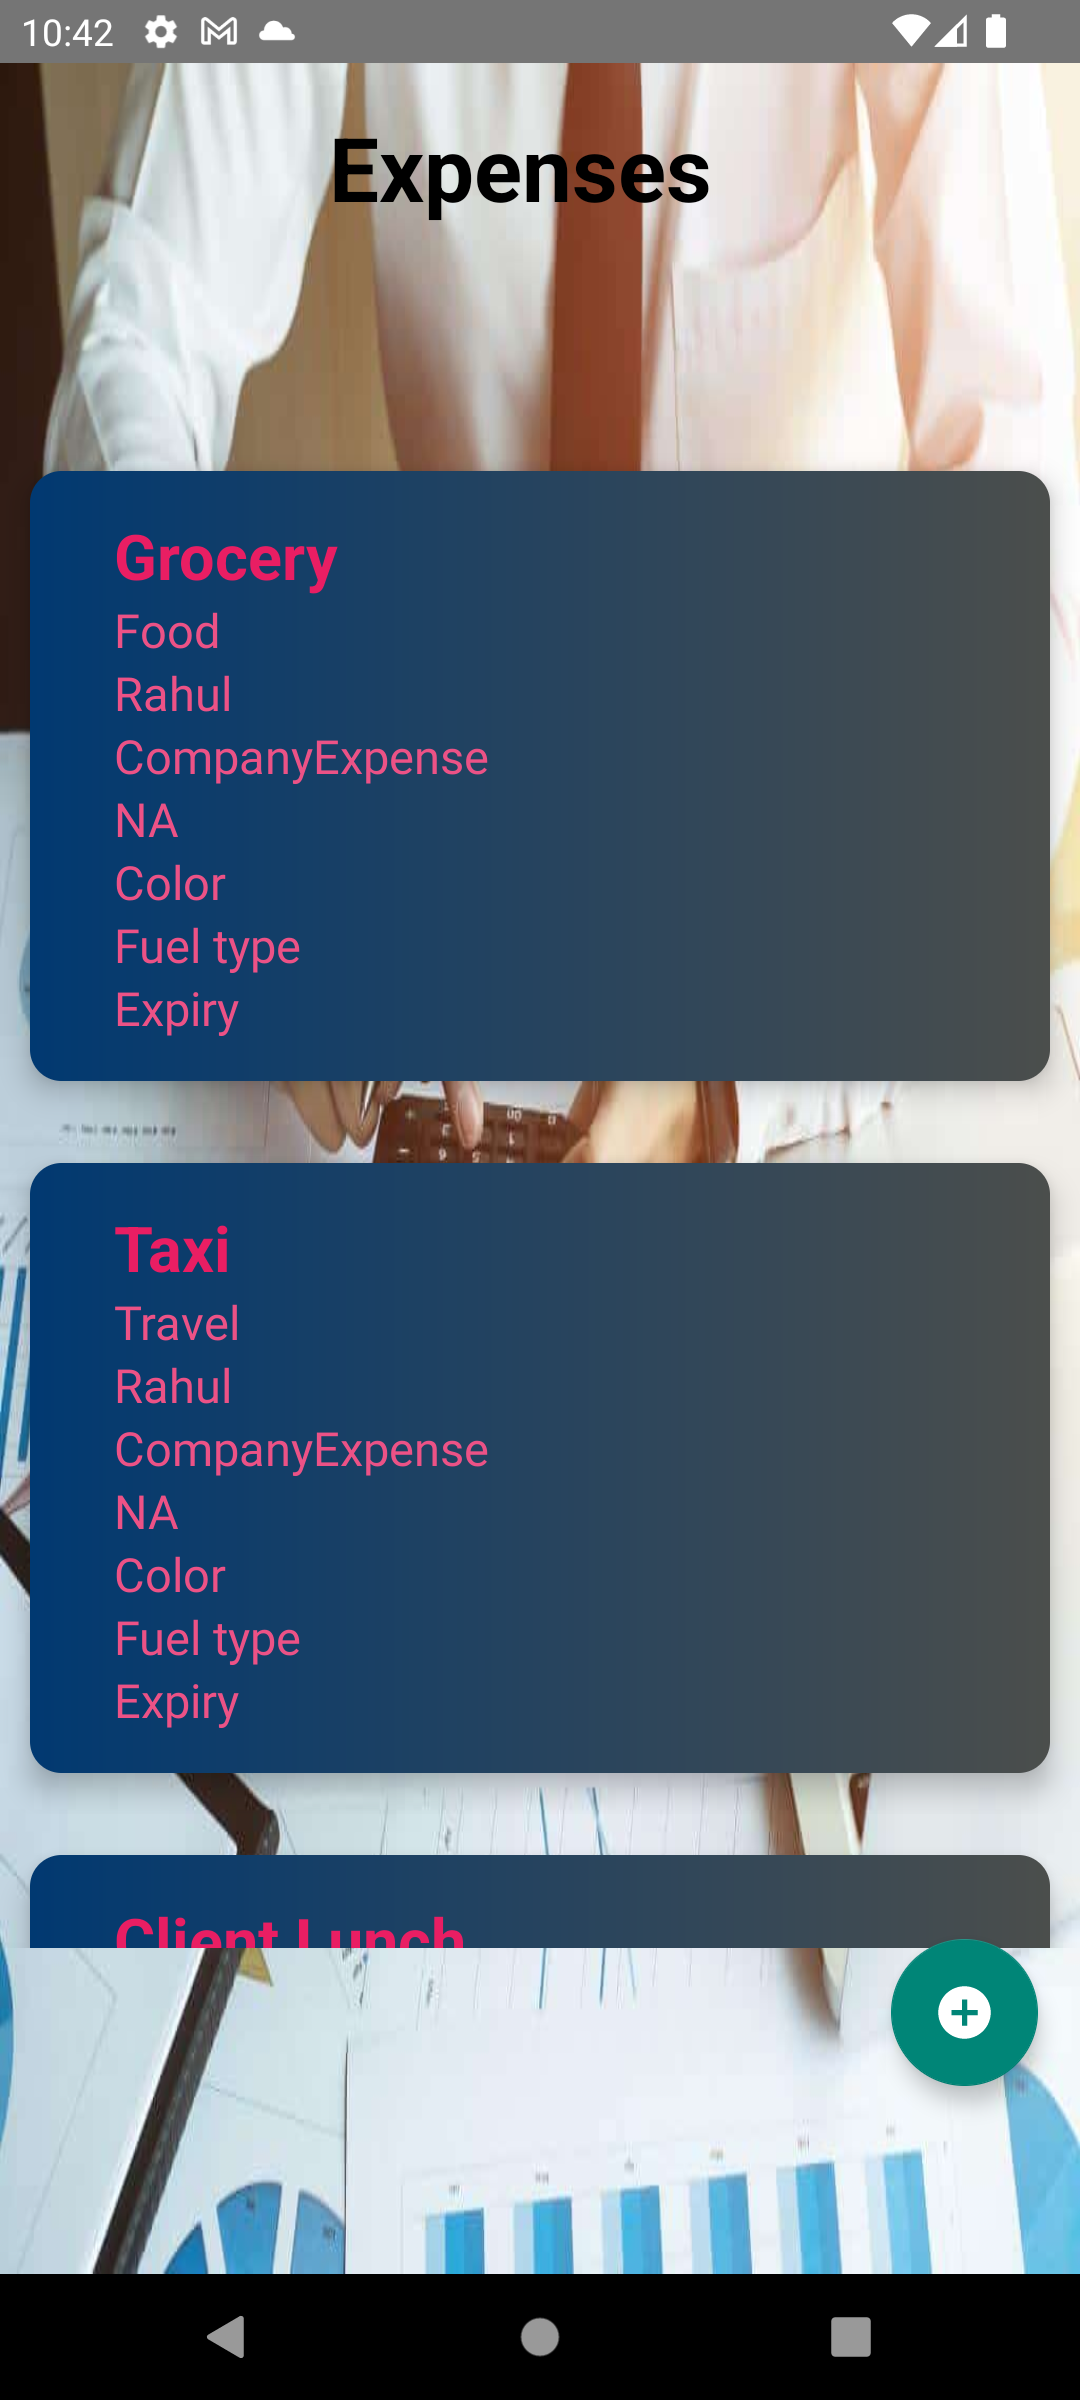 10:42
Expenses
Grocery
Food
Rahul
CompanyExpense
NA
Color
Fuel type
Expiry
Taxi
Travel
Rahul
CompanyExpense
NA
Color
Fuel type
Expiry
Client Lunch